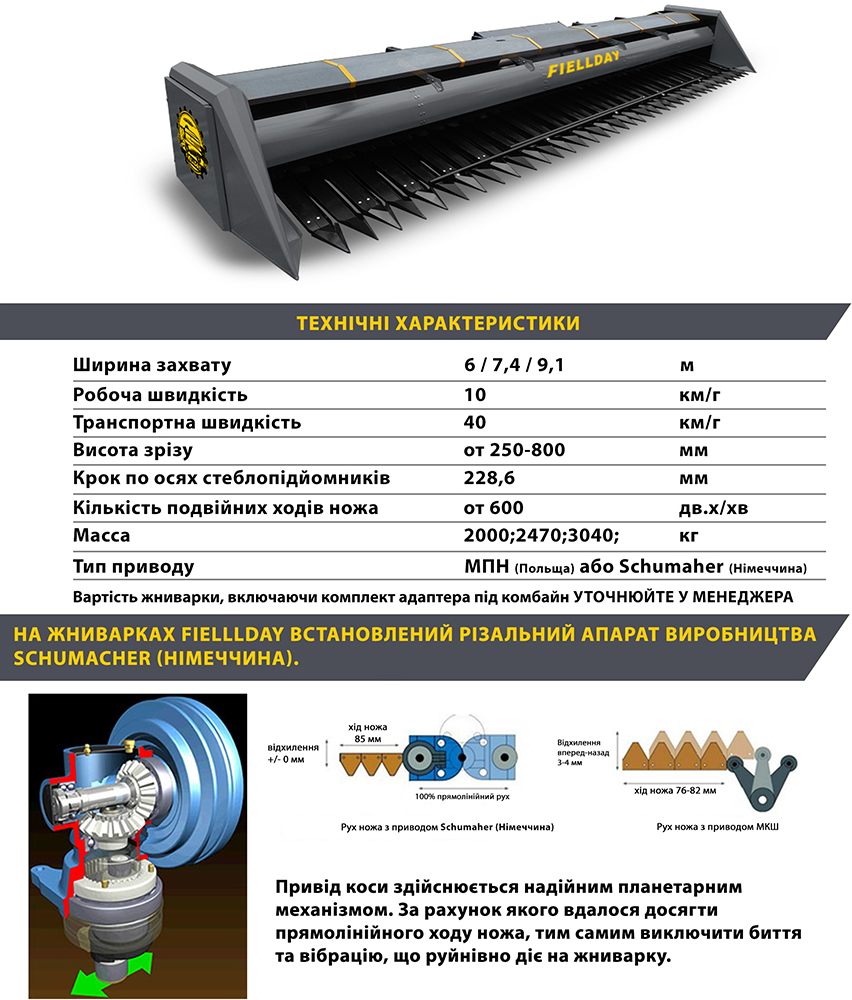 FIELLDAY
ТЕХНІЧНІ ХАРАКТЕРИСТИКИ
Ширина захвату 6 / 7,4 / 9,1 м
Робоча швидкість 10 км/г
Транспортна швидкість 40 км/г
Висота зрізу от 250-800 мм
Крок по осях стеблопідйомників 228,6 мм
Кількість подвійних ходів ножа от 600 дв.х/хв
Масса 2000;2470;3040; кг
Тип приводу МПН (Польща) або Schumaher (Німеччина)
Вартість жниварки, включаючи комплект адаптера під комбайн УТОЧНЮЙТЕ У МЕНЕДЖЕРА
НА ЖНИВАРКАХ FIELLLDAY ВСТАНОВЛЕНИЙ РІЗАЛЬНИЙ АПАРАТ ВИРОБНИЦТВА
SCHUMACHER (НІМЕЧЧИНА).
відхилення
+/- 0 мм
хід ножа
85 мм
100% прямолінійний рух
Рух ножа з приводом Schumaher (Німеччина)
Відхилення
вперед-назад
3-4 мм
хід ножа 76-82 мм
Рух ножа з приводом МКШ
Привід коси здійснюється надійним планетарним
механізмом. За рахунок якого вдалося досягти
прямолінійного ходу ножа, тим самим виключити биття
та вібрацію, що руйнівно діє на жниварку.